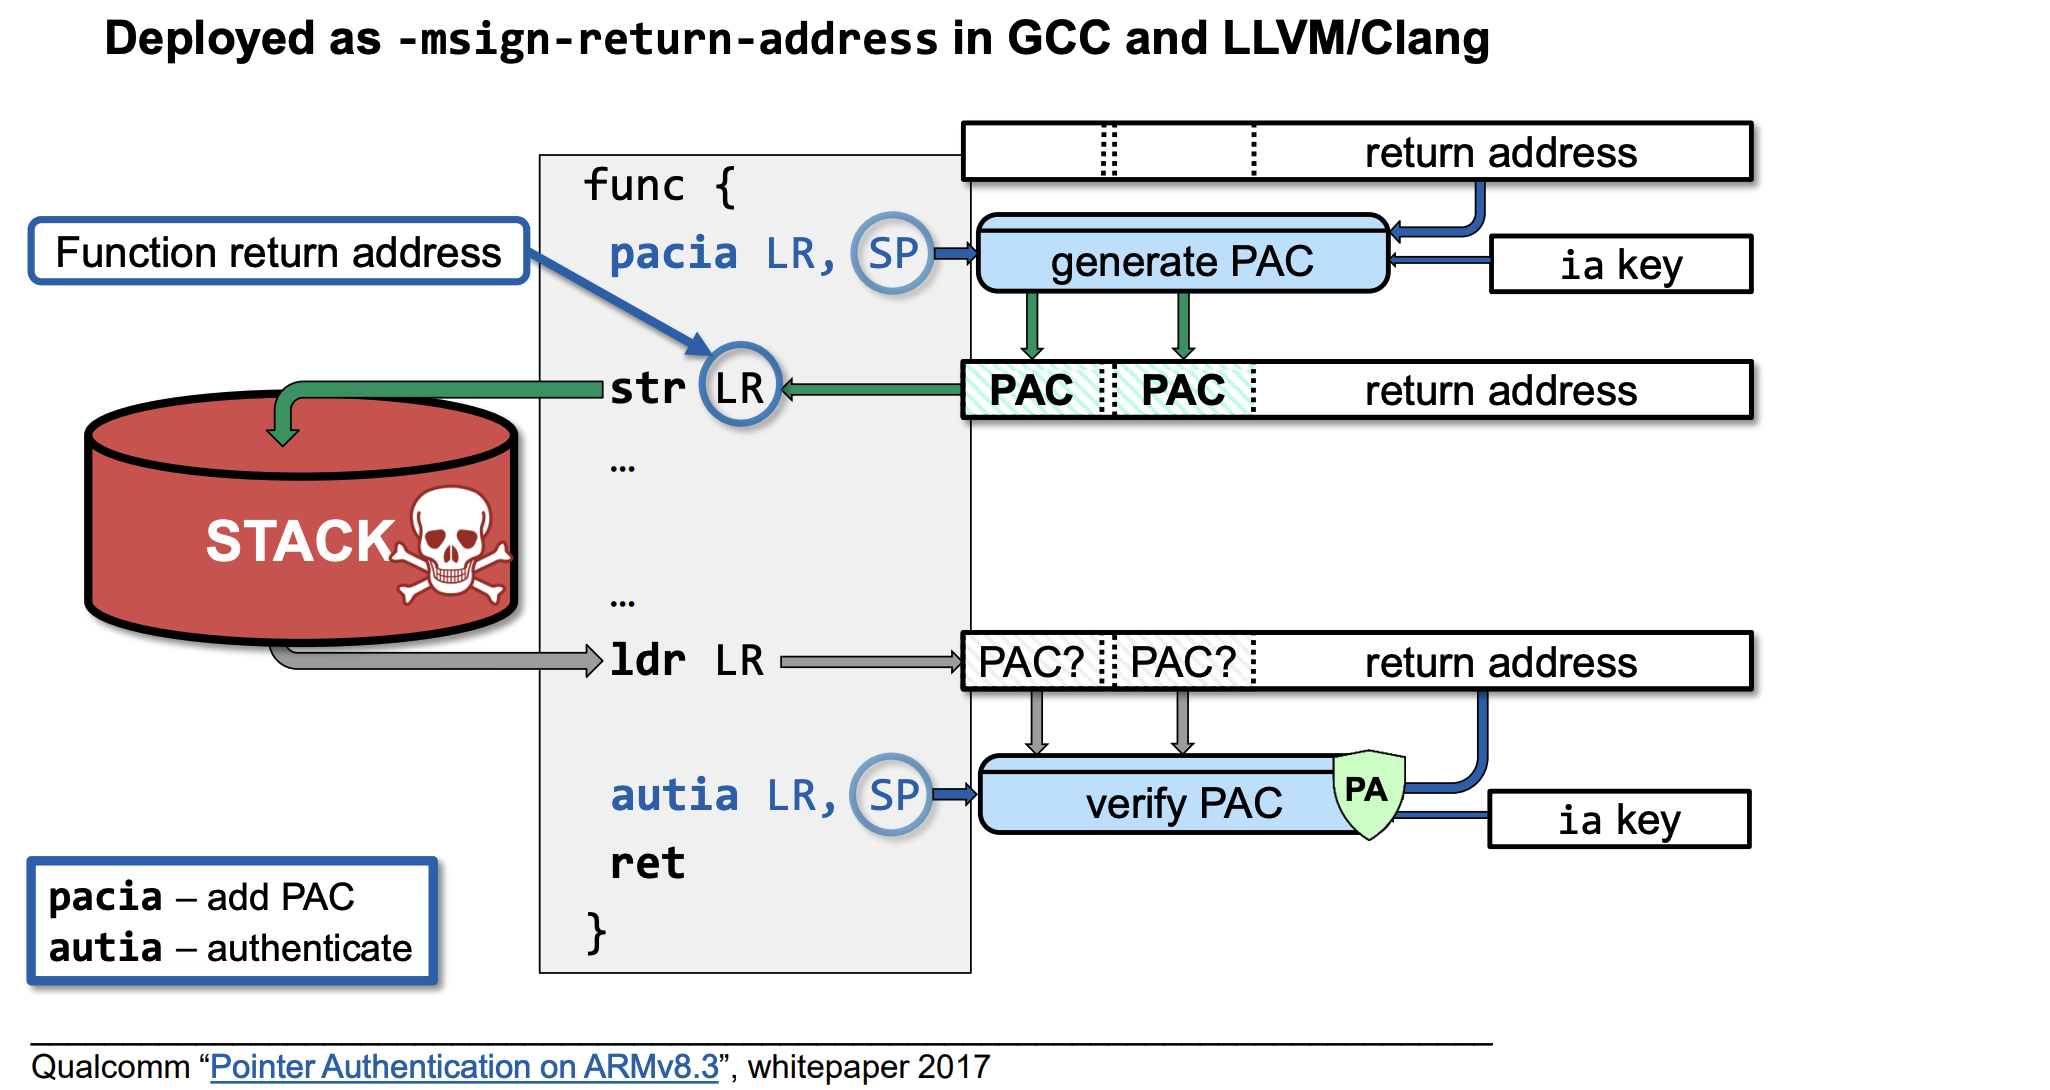 Deployed as -msign-return-address in GCC and LLVM/Clang
return address
func {
Function return address
pacia LR, SP
generate PAC
ia key
str LR
PAC PAC return address
…
STACK
…
ldr LR
PAC? PAC? return address
autia LR, SP
verify PAC
PA
ia key
ret
}
pacia – add PAC
autia – authenticate
Qualcomm “Pointer Authentication on ARMv8.3”, whitepaper 2017